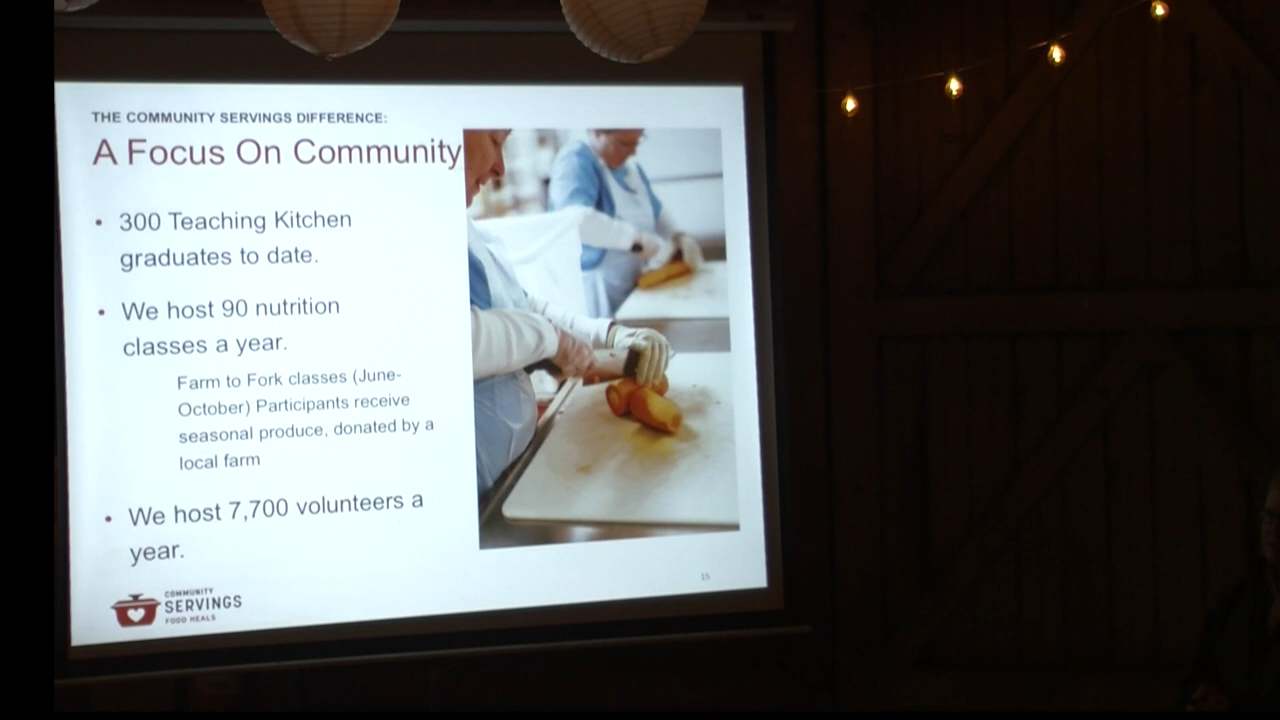 THE COMMUNITY SERVINGS DIFFERENCE:
A Focus On Community
• 300 Teaching Kitchen
graduates to date.
• We host 90 nutrition
classes a year.
Farm to Fork classes (June-
October) Participants receive
seasonal produce, donated by a
local farm
• We host 7,700 volunteers a
year.
COMMUNITY
SERVINGS
FOOD HEALS
15